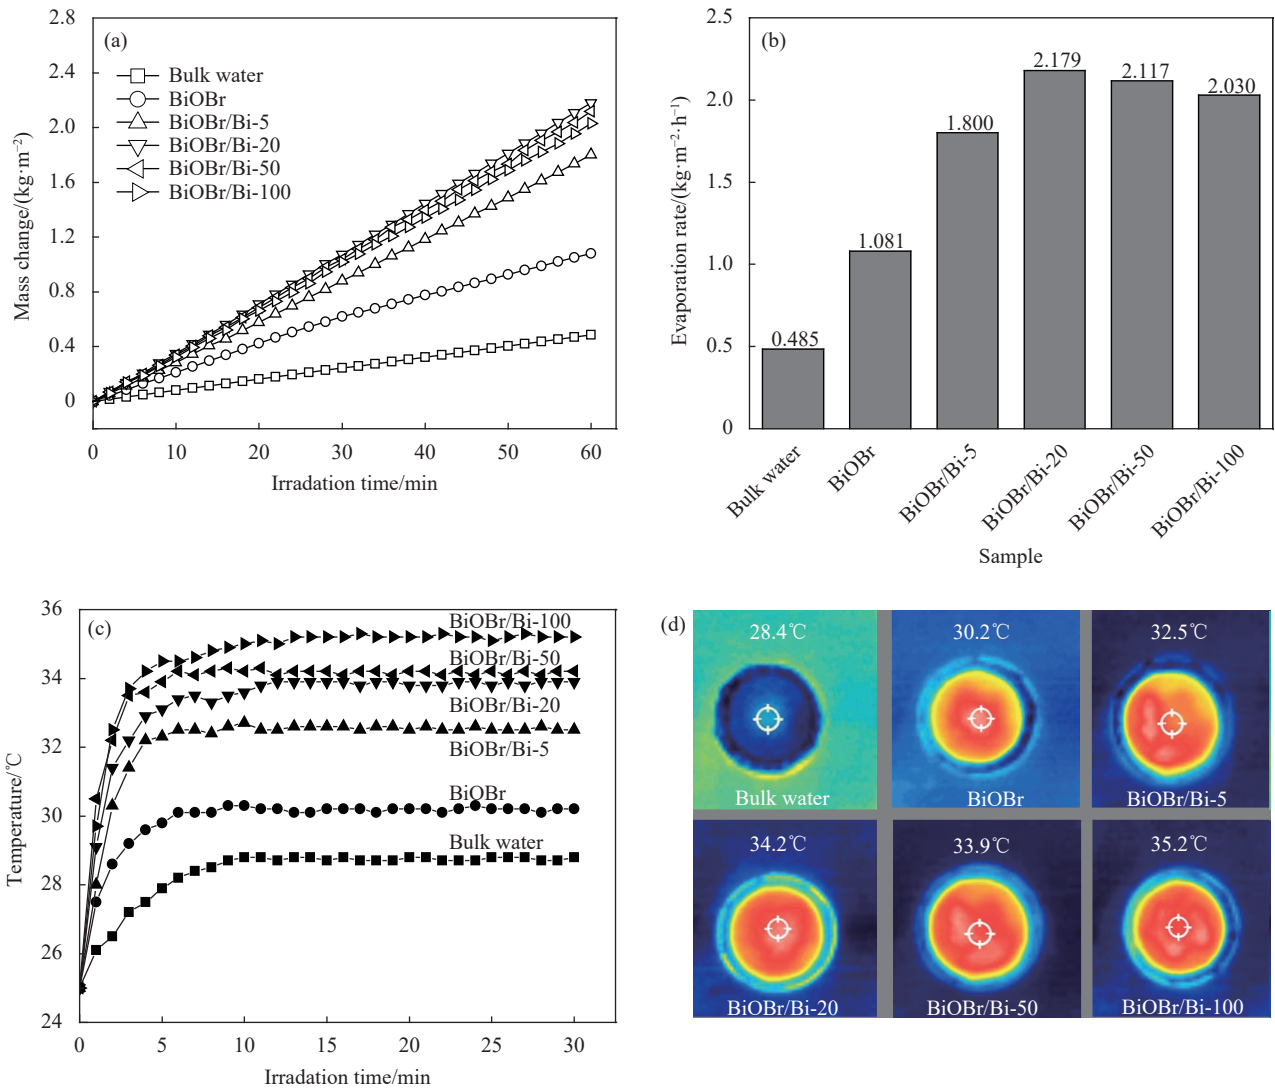 (a)
2.8
2.4
2.0
1.6
1.2
0.8
0.4
0
Mass change/(kg·m⁻²)
Bulk water
BiOBr
BiOBr/Bi-5
BiOBr/Bi-20
BiOBr/Bi-50
BiOBr/Bi-100
0 10 20 30 40 50 60
Irradation time/min
(b)
2.5
2.0
1.5
1.0
0.5
0
Evaporation rate/(kg·m⁻²·h⁻¹)
0.485
1.081
1.800
2.179
2.117
2.030
Bulk water
BiOBr
BiOBr/Bi-5
BiOBr/Bi-20
BiOBr/Bi-50
BiOBr/Bi-100
Sample
(c)
36
34
32
30
28
26
24
Temperature/℃
BiOBr/Bi-100
BiOBr/Bi-50
BiOBr/Bi-20
BiOBr/Bi-5
BiOBr
Bulk water
0 5 10 15 20 25 30
Irradation time/min
(d)
28.4℃
Bulk water
30.2℃
BiOBr
32.5℃
BiOBr/Bi-5
34.2℃
BiOBr/Bi-20
33.9℃
BiOBr/Bi-50
35.2℃
BiOBr/Bi-100